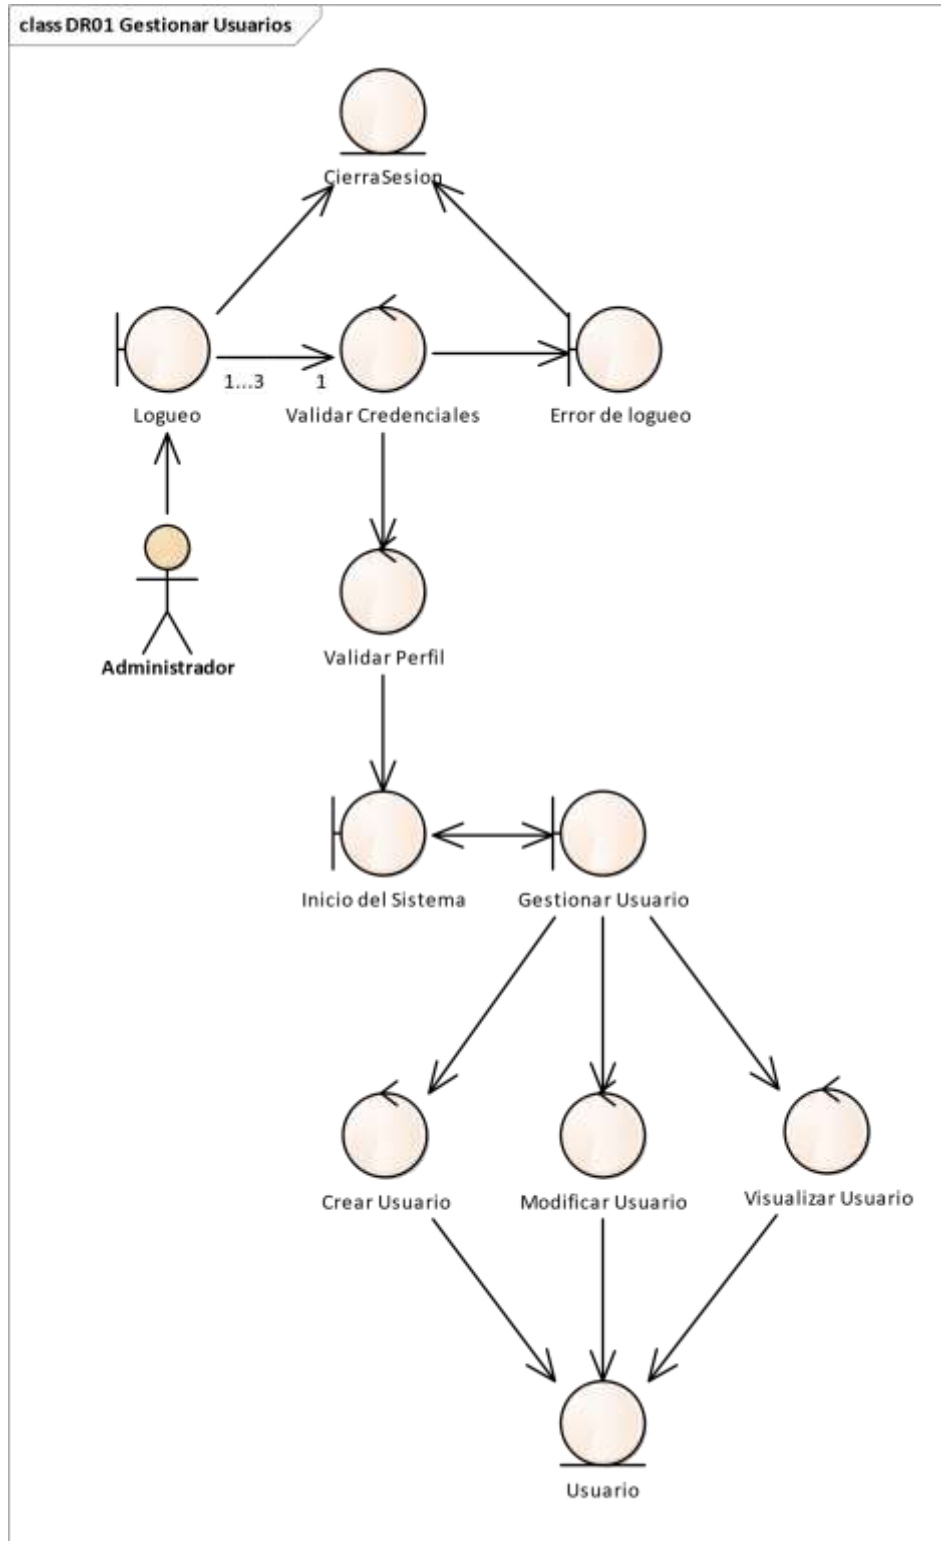 class DR01 Gestionar Usuarios
CierraSesion
1...3
1
Logueo
Validar Credenciales
Error de logueo
Administrador
Validar Perfil
Inicio del Sistema
Gestionar Usuario
Crear Usuario
Modificar Usuario
Visualizar Usuario
Usuario